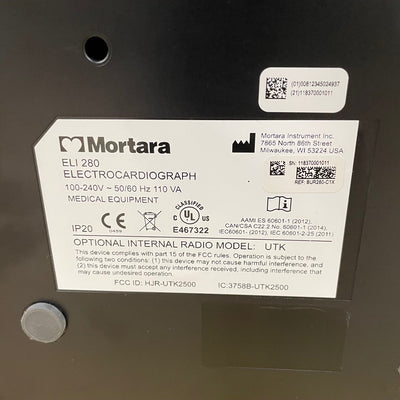 (01)00812345024937
(21)118370001011
Mortara
ELI 280
ELECTROCARDIOGRAPH
100-240V ~ 50/60 Hz 110 VA
MEDICAL EQUIPMENT
Mortara Instrument Inc.
7865 North 86th Street
Milwaukee, WI 53224 USA
SN: 118370001011
REF: BUR280-C1X
IP20
0459
CLASSIFIED
C UL US
E467322
AAMI ES 60601-1 (2012),
CAN/CSA C22.2 No. 60601-1 (2014),
IEC60601- (2012), IEC 60601-2-25 (2011)
OPTIONAL INTERNAL RADIO MODEL: UTK
This device complies with part 15 of the FCC rules. Operation is subject to the following
two conditions: (1) this device may not cause harmful interference, and (2) this device
must accept any interference received, including interference that may
cause undesired operation.
FCC ID: HJR-UTK2500
IC:3758B-UTK2500